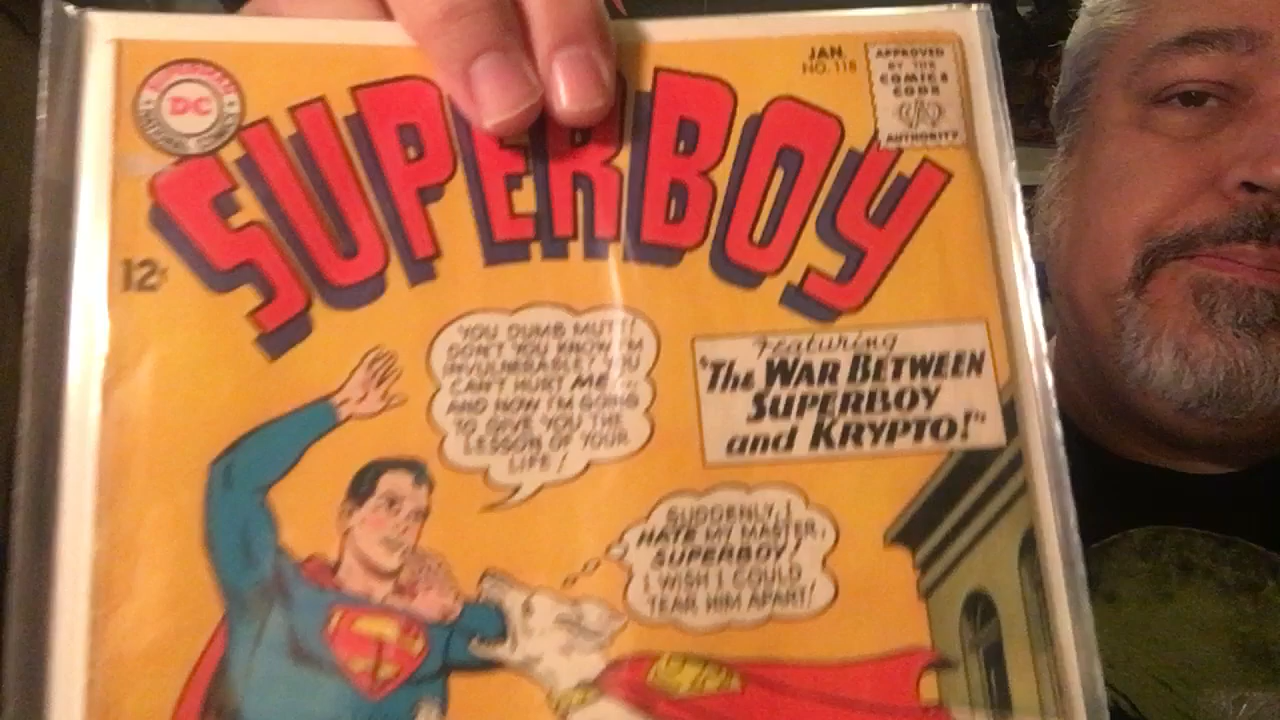 JAN.
NO. 118
APPROVED
BY THE
COMICS
CODE
AUTHORITY
DC
SUPERBOY
12¢
YOU DUMB MUTT!
DON'T YOU KNOW I'M
INVULNERABLE? YOU
CAN'T HURT ME...
AND NOW I'M GOING
TO GIVE YOU THE
LESSON OF YOUR
LIFE!
Featuring
"The WAR BETWEEN
SUPERBOY
and KRYPTO!"
SUDDENLY, I
HATE MY MASTER,
SUPERBOY!
I WISH I COULD
TEAR HIM APART!
S